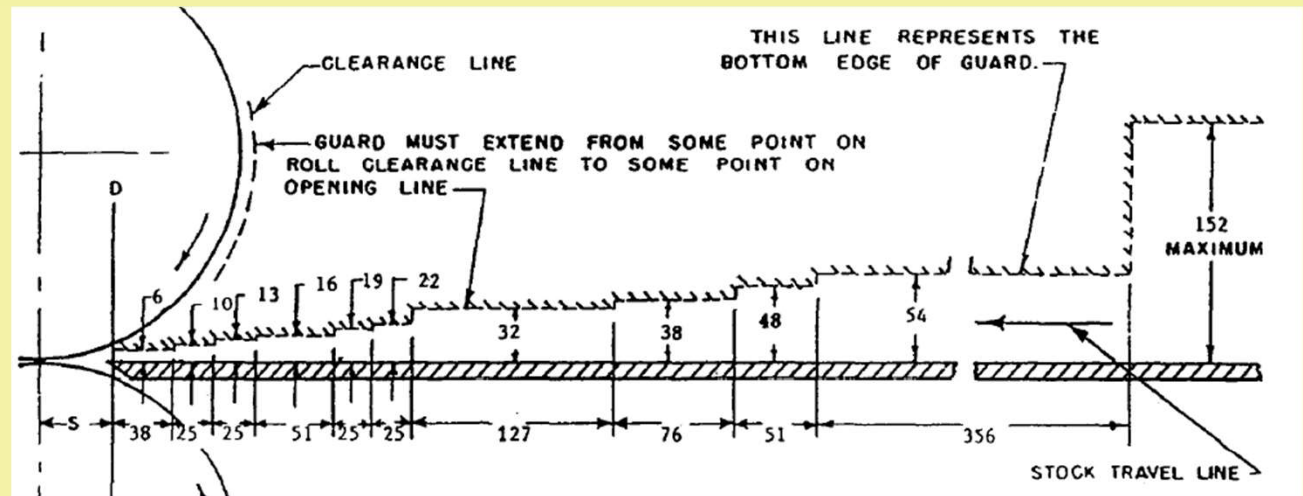 CLEARANCE LINE
THIS LINE REPRESENTS THE
BOTTOM EDGE OF GUARD.
GUARD MUST EXTEND FROM SOME POINT ON
ROLL CLEARANCE LINE TO SOME POINT ON
OPENING LINE
D
152
MAXIMUM
6 10 13 16 19 22 32 38 48 54
S 38 25 25 51 25 25 127 76 51 356
STOCK TRAVEL LINE